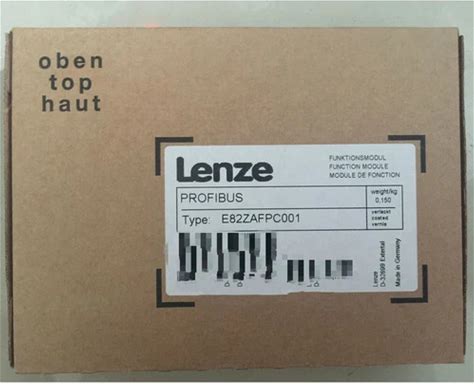 oben
top
haut
Lenze
FUNKTIONSMODUL
FUNCTION MODULE
MODULE DE FONCTION
PROFIBUS
weight/kg
0,150
Type: E82ZAFPC001
verlackt
coated
vernie
Lenze
D-32699 Extertal
Made in Germany